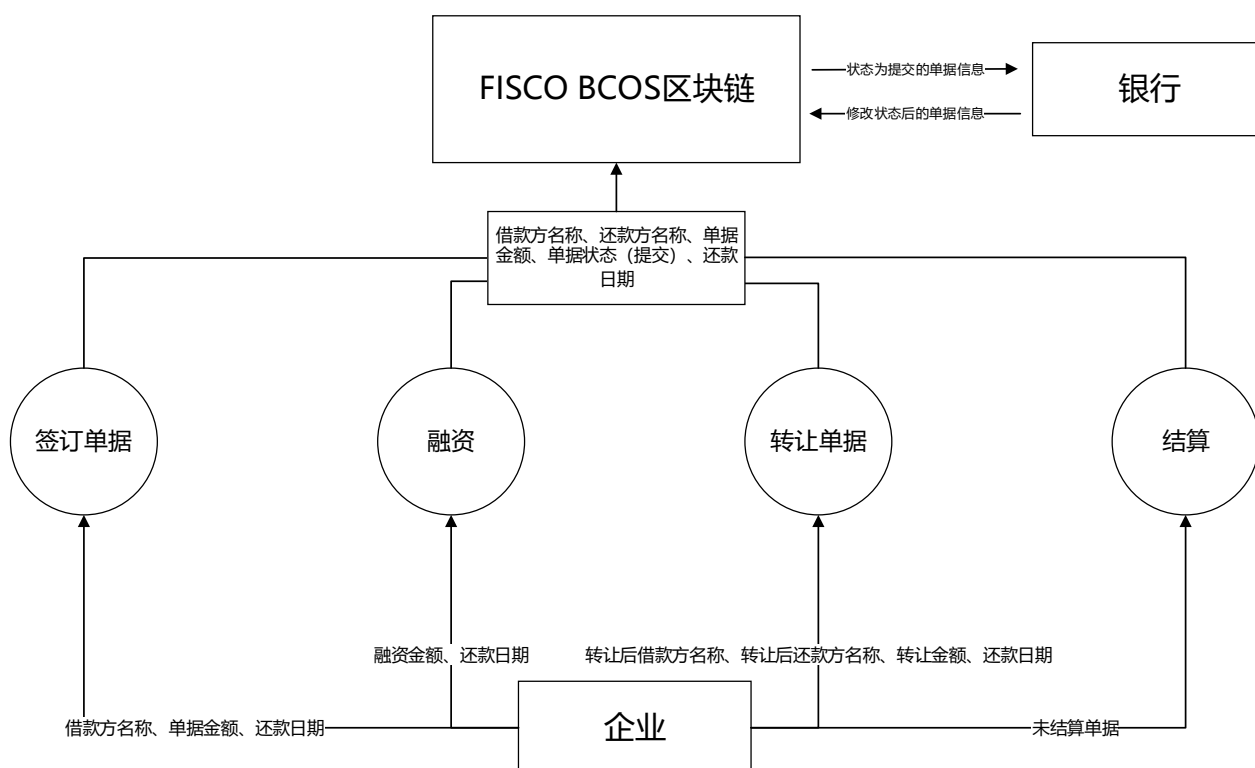 FISCO BCOS区块链
状态为提交的单据信息
银行
修改状态后的单据信息
借款方名称、还款方名称、单据
金额、单据状态（提交）、还款
日期
签订单据
融资
转让单据
结算
融资金额、还款日期
转让后借款方名称、转让后还款方名称、转让金额、还款日期
借款方名称、单据金额、还款日期
企业
未结算单据